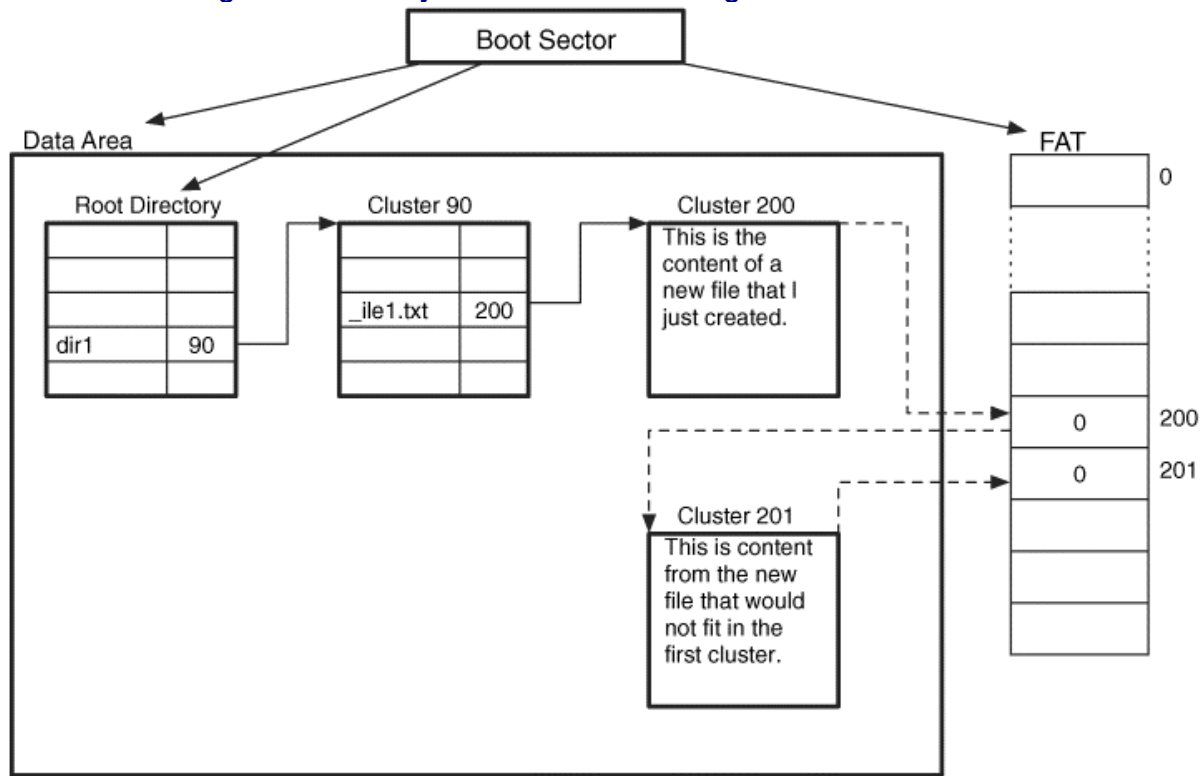 Boot Sector
Data Area
FAT
0
Root Directory
Cluster 90
Cluster 200
This is the
content of a
new file that I
just created.
_ile1.txt 200
dir1 90
0 200
0 201
Cluster 201
This is content
from the new
file that would
not fit in the
first cluster.